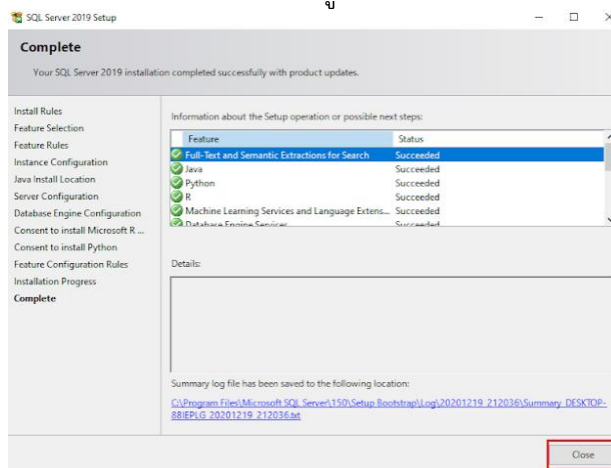 SQL Server 2019 Setup
Complete
Your SQL Server 2019 installation completed successfully with product updates.
Install Rules
Feature Selection
Feature Rules
Instance Configuration
Java Install Location
Server Configuration
Database Engine Configuration
Consent to install Microsoft R ...
Consent to install Python
Feature Configuration Rules
Installation Progress
Complete
Information about the Setup operation or possible next steps:
Feature Status
Full-Text and Semantic Extractions for Search Succeeded
Java Succeeded
Python Succeeded
R Succeeded
Machine Learning Services and Language Extens... Succeeded
Database Engine Services Succeeded
Details:
Summary log file has been saved to the following location:
C:\Program Files\Microsoft SQL Server\150\Setup Bootstrap\Log\20201219_212036\Summary_DESKTOP-
88IEPLG_20201219_212036.txt
Close